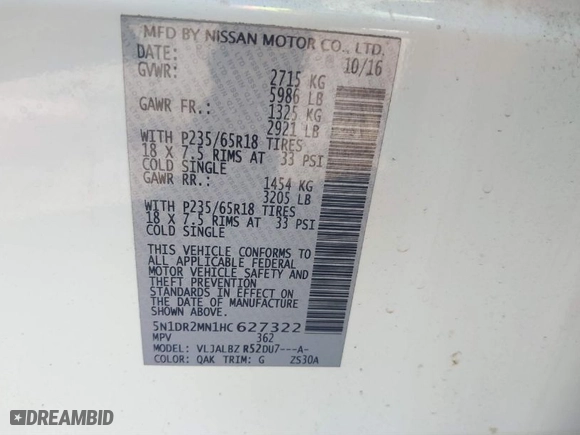 MFD BY NISSAN MOTOR CO., LTD.
DATE: 10/16
GVWR: 2715 KG
5986 LB
GAWR FR.: 1325 KG
2921 LB
WITH P235/65R18 TIRES
18 X 7.5 RIMS AT 33 PSI
COLD SINGLE
GAWR RR.: 1454 KG
3205 LB
WITH P235/65R18 TIRES
18 X 7.5 RIMS AT 33 PSI
COLD SINGLE
THIS VEHICLE CONFORMS TO
ALL APPLICABLE FEDERAL
MOTOR VEHICLE SAFETY AND
THEFT PREVENTION
STANDARDS IN EFFECT ON
THE DATE OF MANUFACTURE
SHOWN ABOVE.
5N1DR2MN1HC 627322
MPV 362
MODEL: VLJALBZ R52DU7---A-
COLOR: QAK TRIM: G ZS30A
DREAMBID